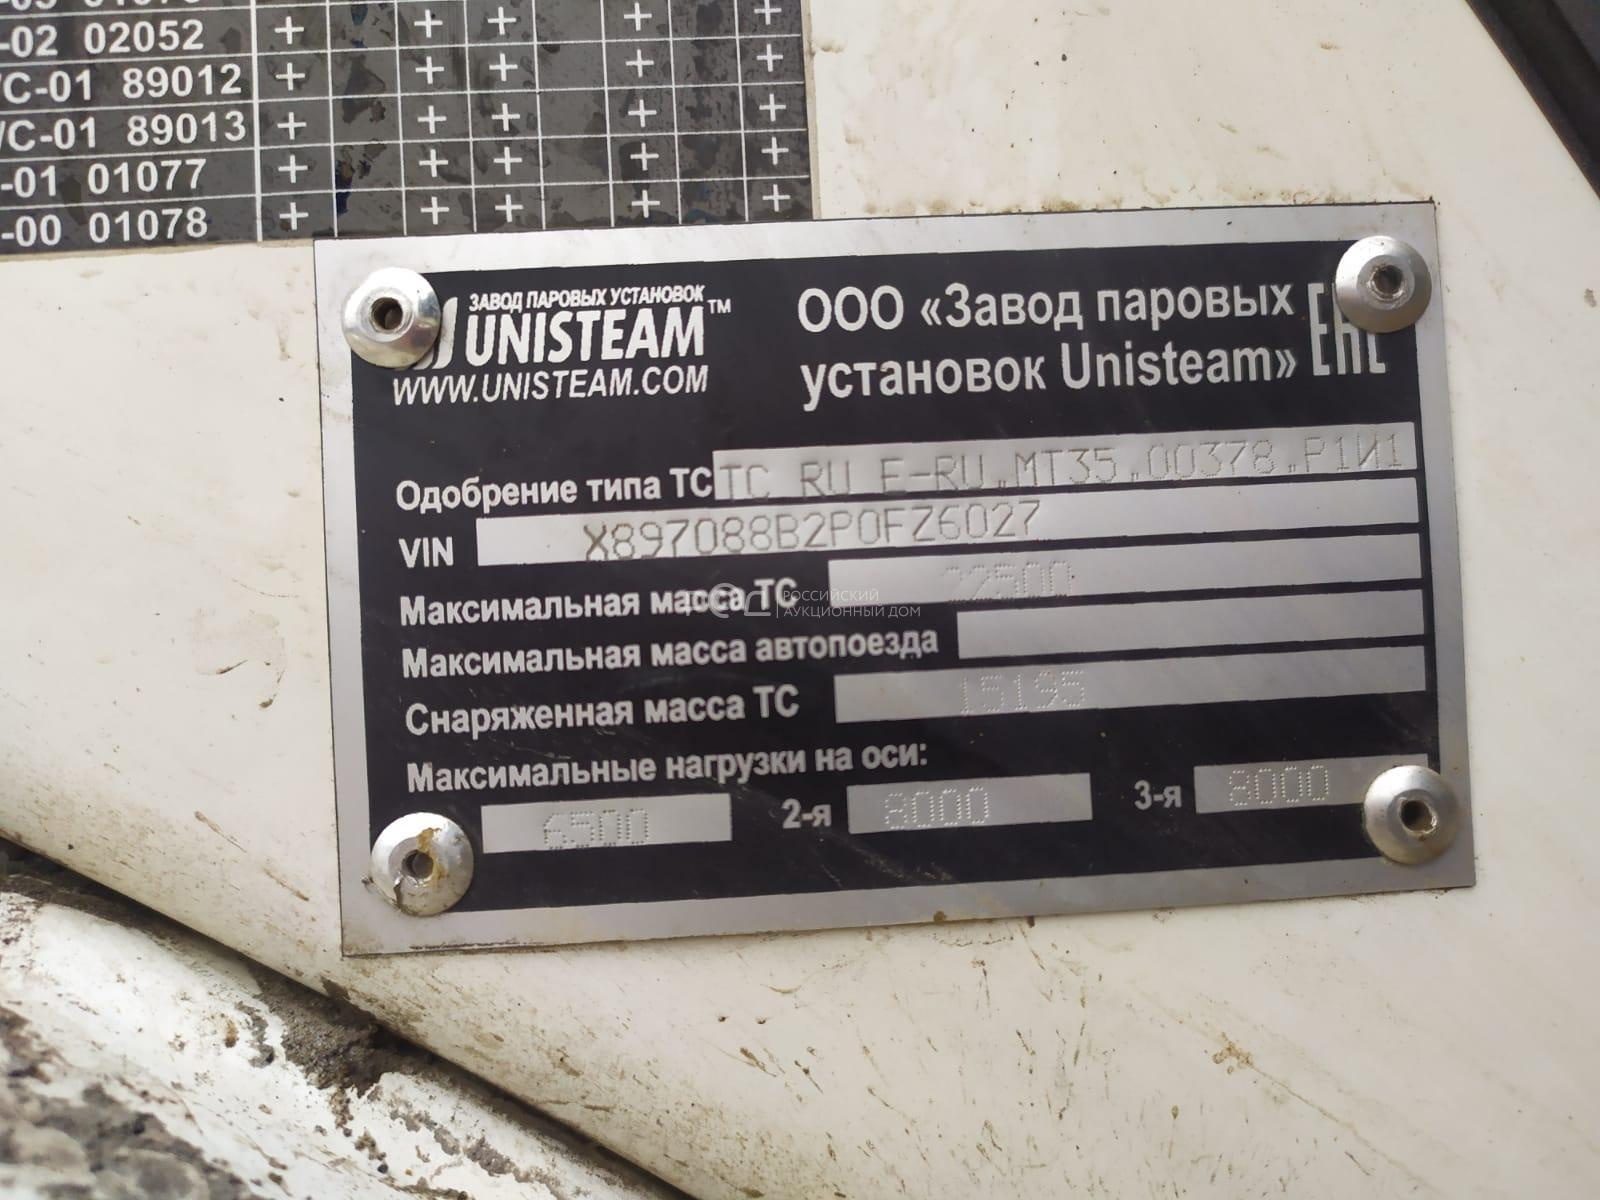 -02 02052 + + + + +
/C-01 89012 + + + + +
/C-01 89013 + + + + +
-01 01077 + + + + +
-00 01078 + + + + +
ЗАВОД ПАРОВЫХ УСТАНОВОК
UNISTEAM™
WWW.UNISTEAM.COM
ООО «Завод паровых
установок Unisteam»
EAC
Одобрение типа ТС TC RU E-RU.MT35.00378.P1И1
VIN X897088B2P0FZ6027
Максимальная масса ТС 22500
РОССИЙСКИЙ
АУКЦИОННЫЙ ДОМ
Максимальная масса автопоезда
Снаряженная масса ТС 15195
Максимальные нагрузки на оси:
6500 2-я 8000 3-я 8000